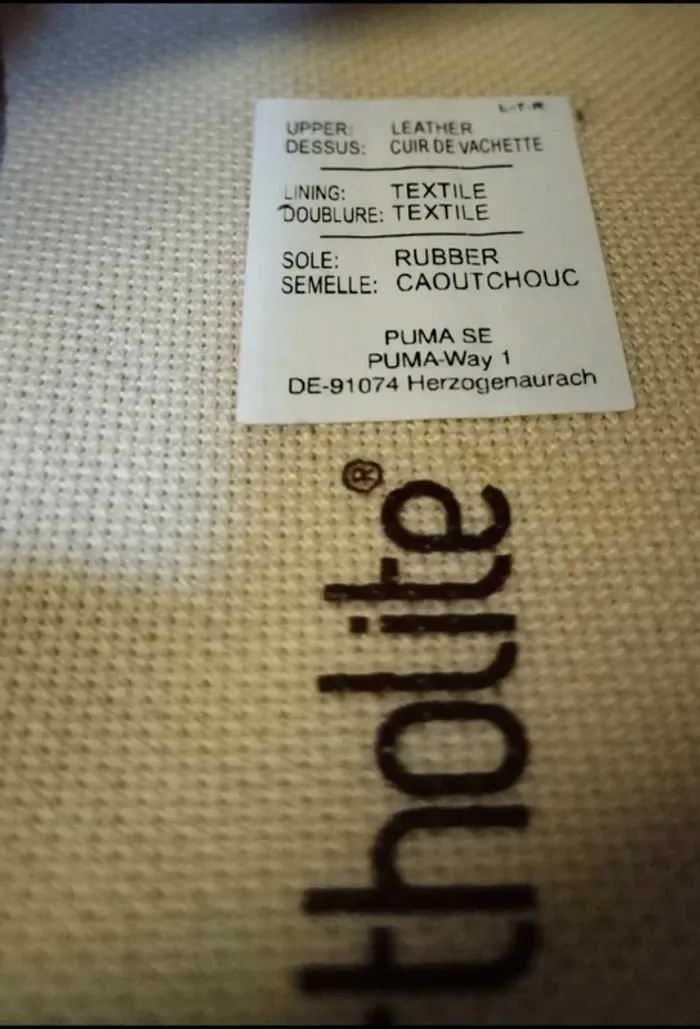 L-T-R
UPPER: LEATHER
DESSUS: CUIR DE VACHETTE
LINING: TEXTILE
DOUBLURE: TEXTILE
SOLE: RUBBER
SEMELLE: CAOUTCHOUC
PUMA SE
PUMA-Way 1
DE-91074 Herzogenaurach
tholite®